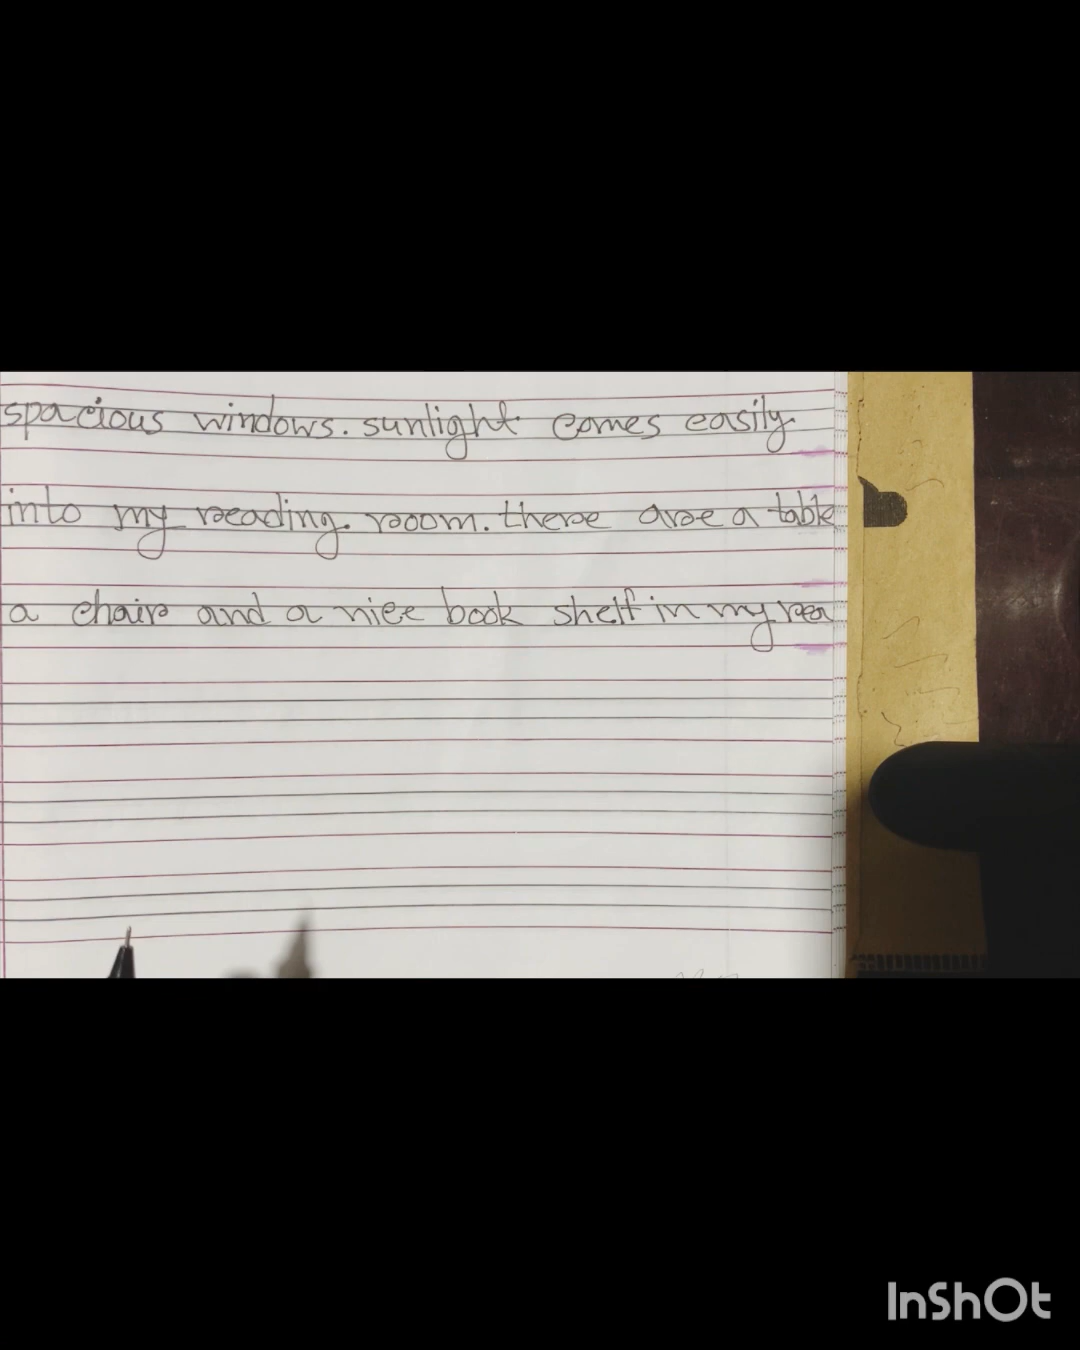 spacious windows. sunlight comes easily
into my reading. room. there are a table
a chair and a nice book shelf in my rea
InShOt